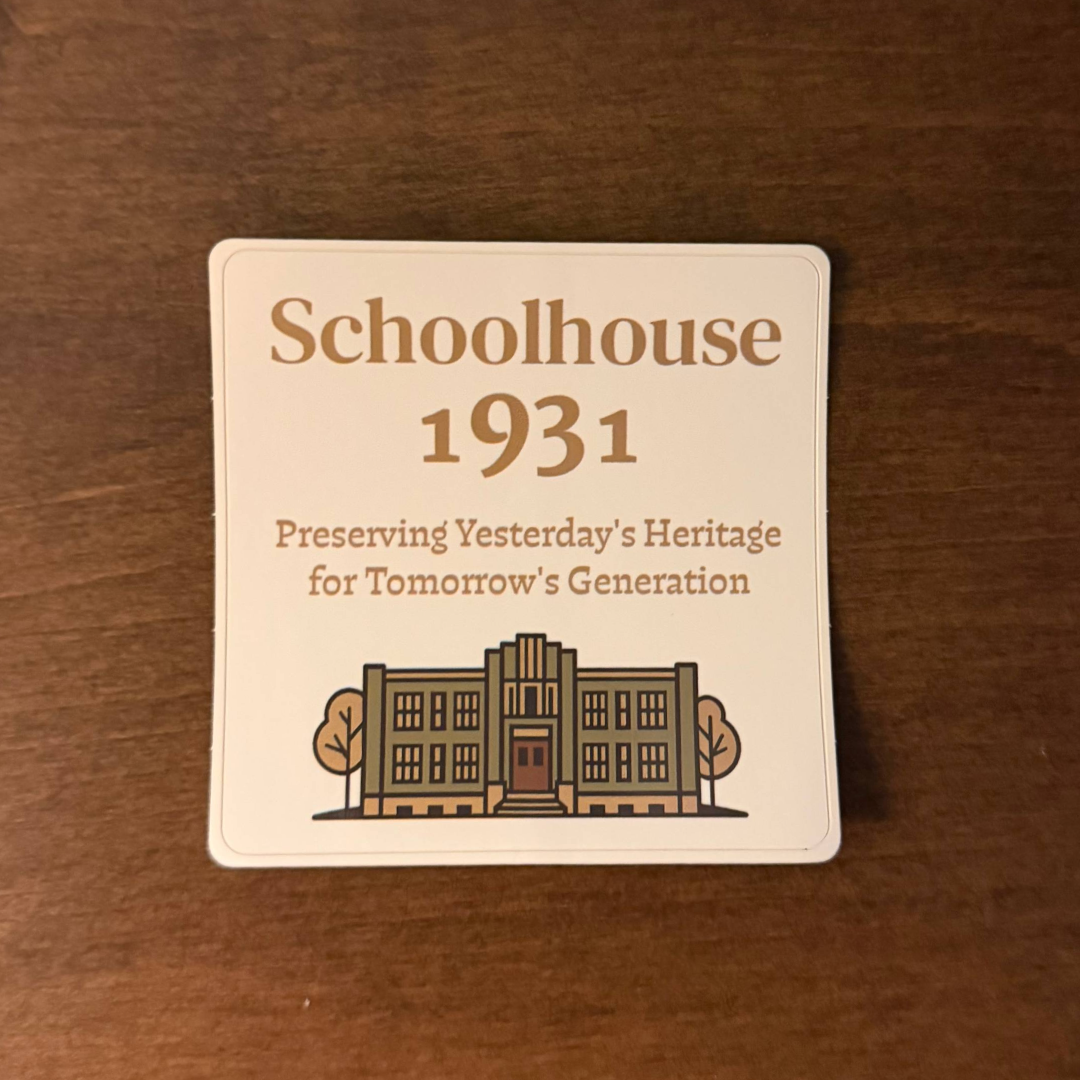 Schoolhouse
1931
Preserving Yesterday's Heritage
for Tomorrow's Generation